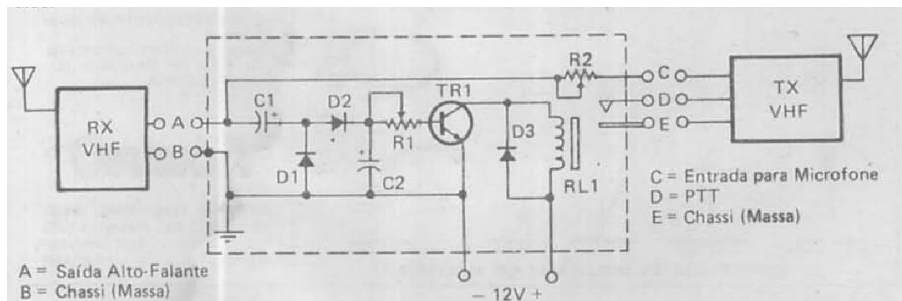 RX
VHF
A
B
C1
D2
D1
C2
R1
TR1
D3
RL1
R2
C
D
E
TX
VHF
C = Entrada para Microfone
D = PTT
E = Chassi (Massa)
A = Saída Alto-Falante
B = Chassi (Massa)
- 12V +